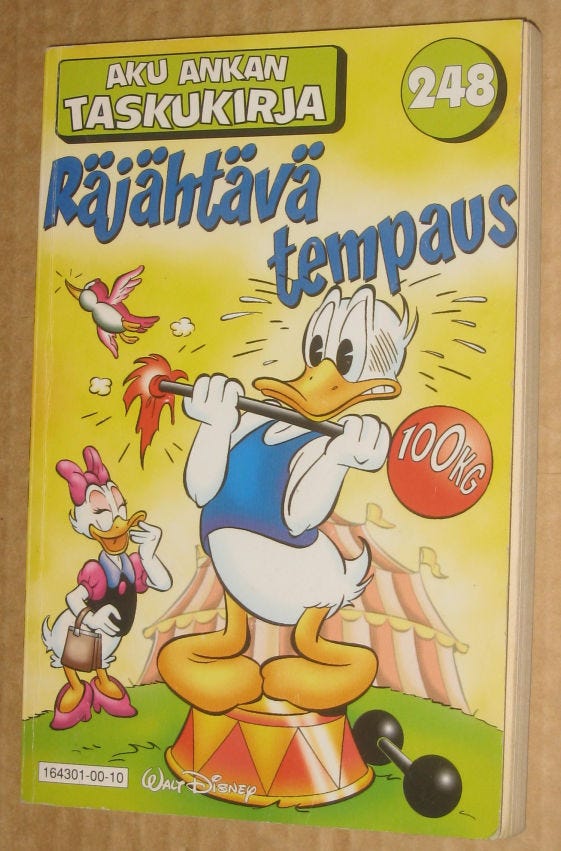 AKU ANKAN
TASKUKIRJA
248
Räjähtävä
tempaus
100KG
164301-00-10
WALT DISNEY